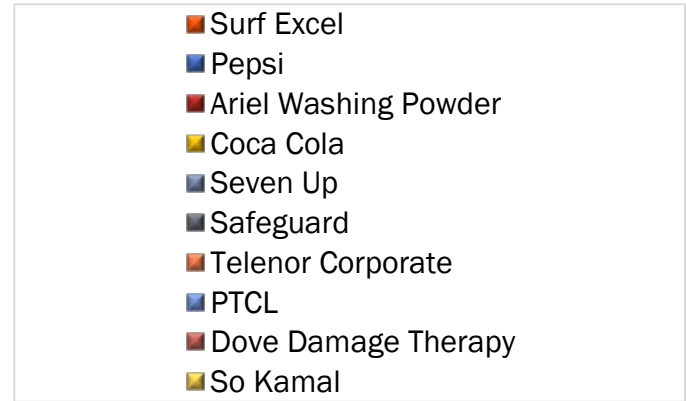 Surf Excel
Pepsi
Ariel Washing Powder
Coca Cola
Seven Up
Safeguard
Telenor Corporate
PTCL
Dove Damage Therapy
So Kamal